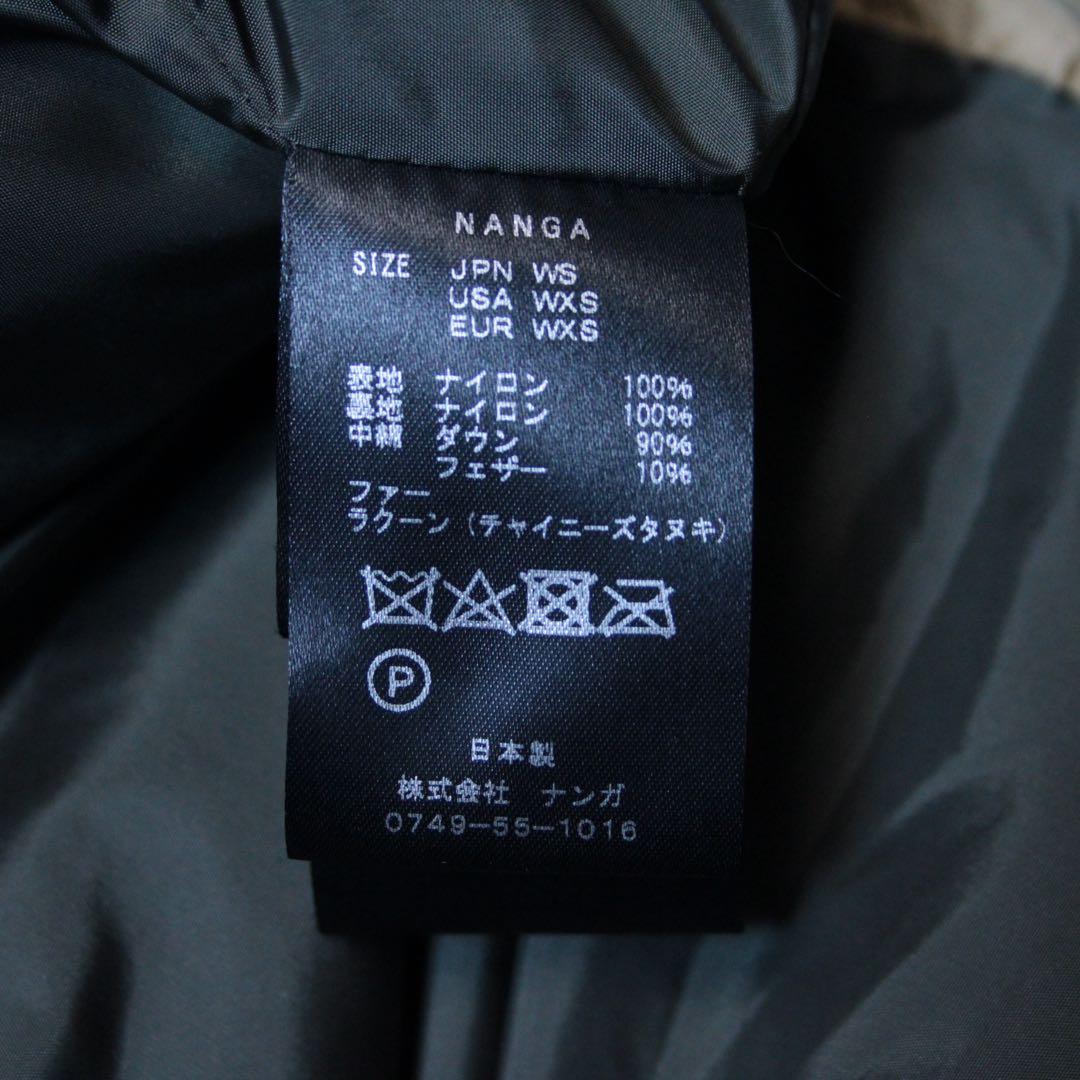 NANGA
SIZE JPN WS
USA WXS
EUR WXS
表地 ナイロン 100%
裏地 ナイロン 100%
中綿 ダウン 90%
フェザー 10%
ファー
ラクーン (チャイニーズタヌキ)
P
日本製
株式会社 ナンガ
0749-55-1016